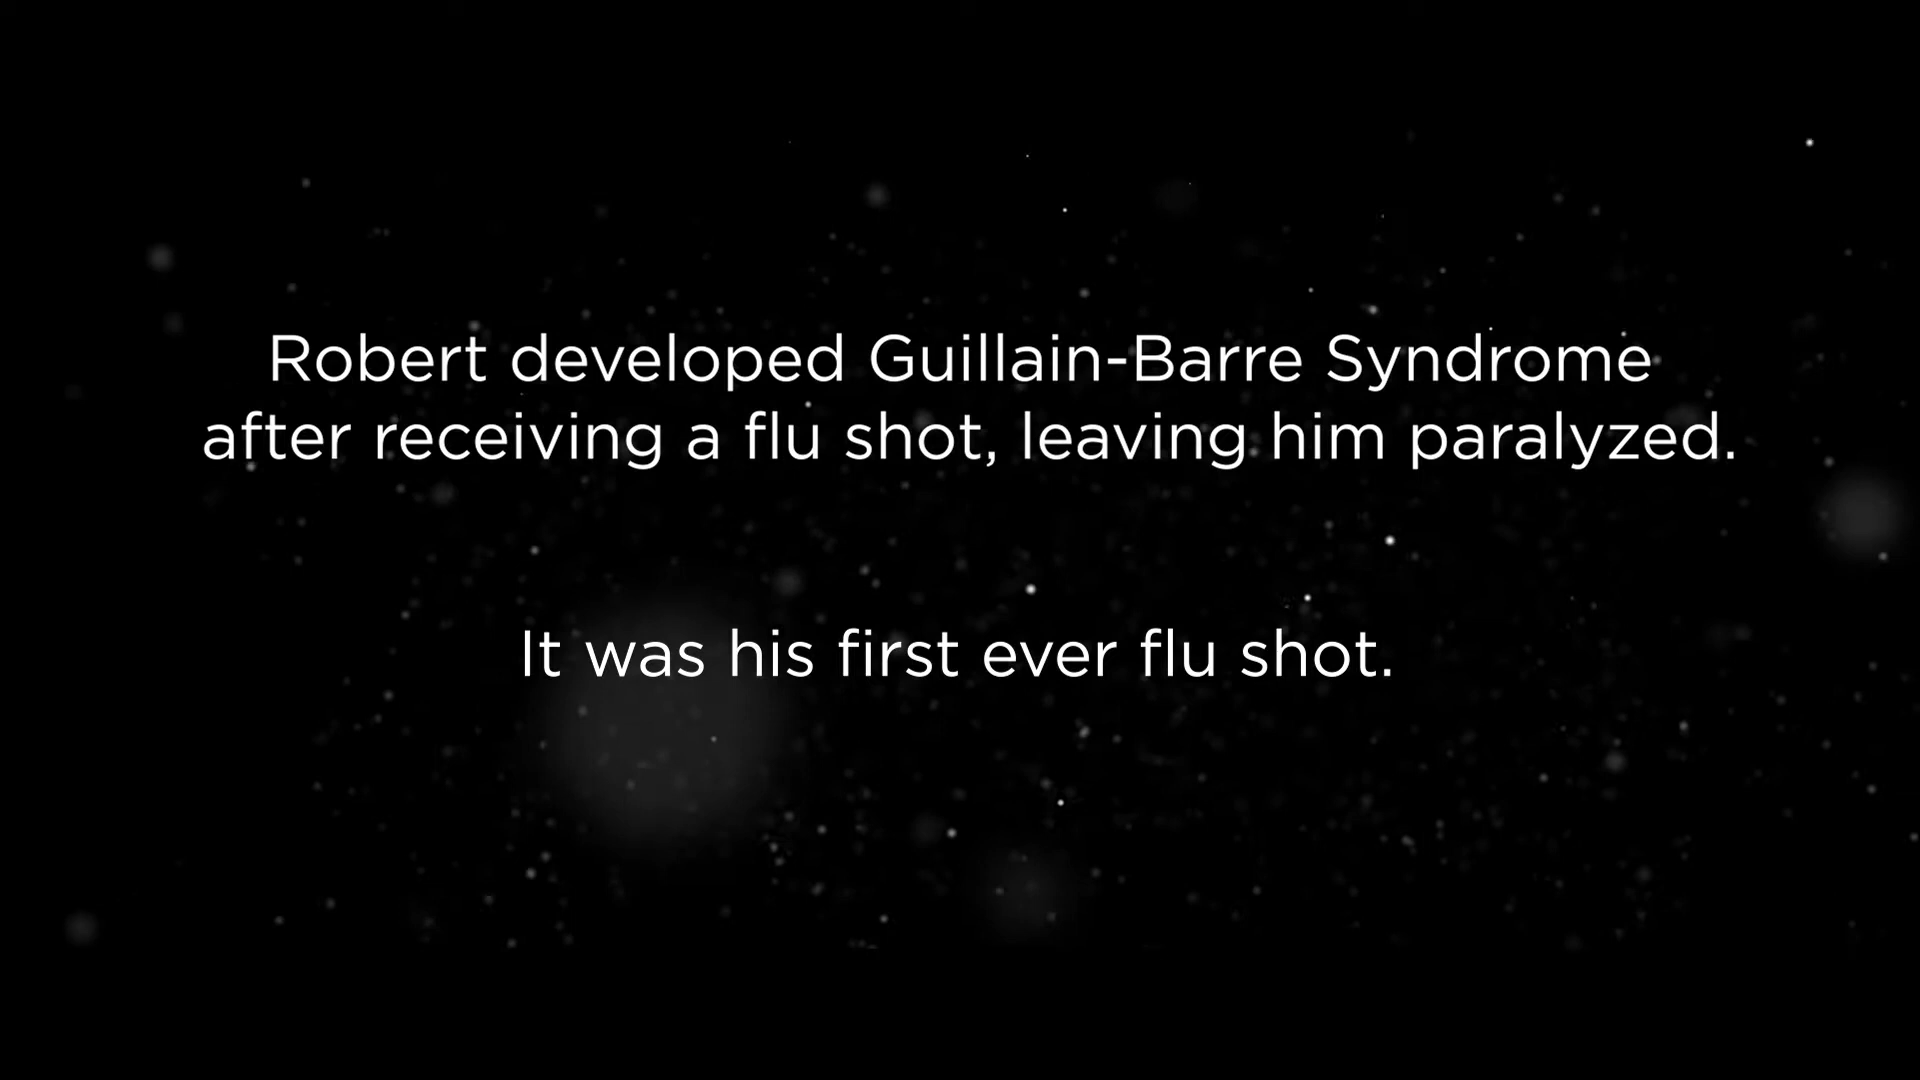 Robert developed Guillain-Barre Syndrome
after receiving a flu shot, leaving him paralyzed.
It was his first ever flu shot.